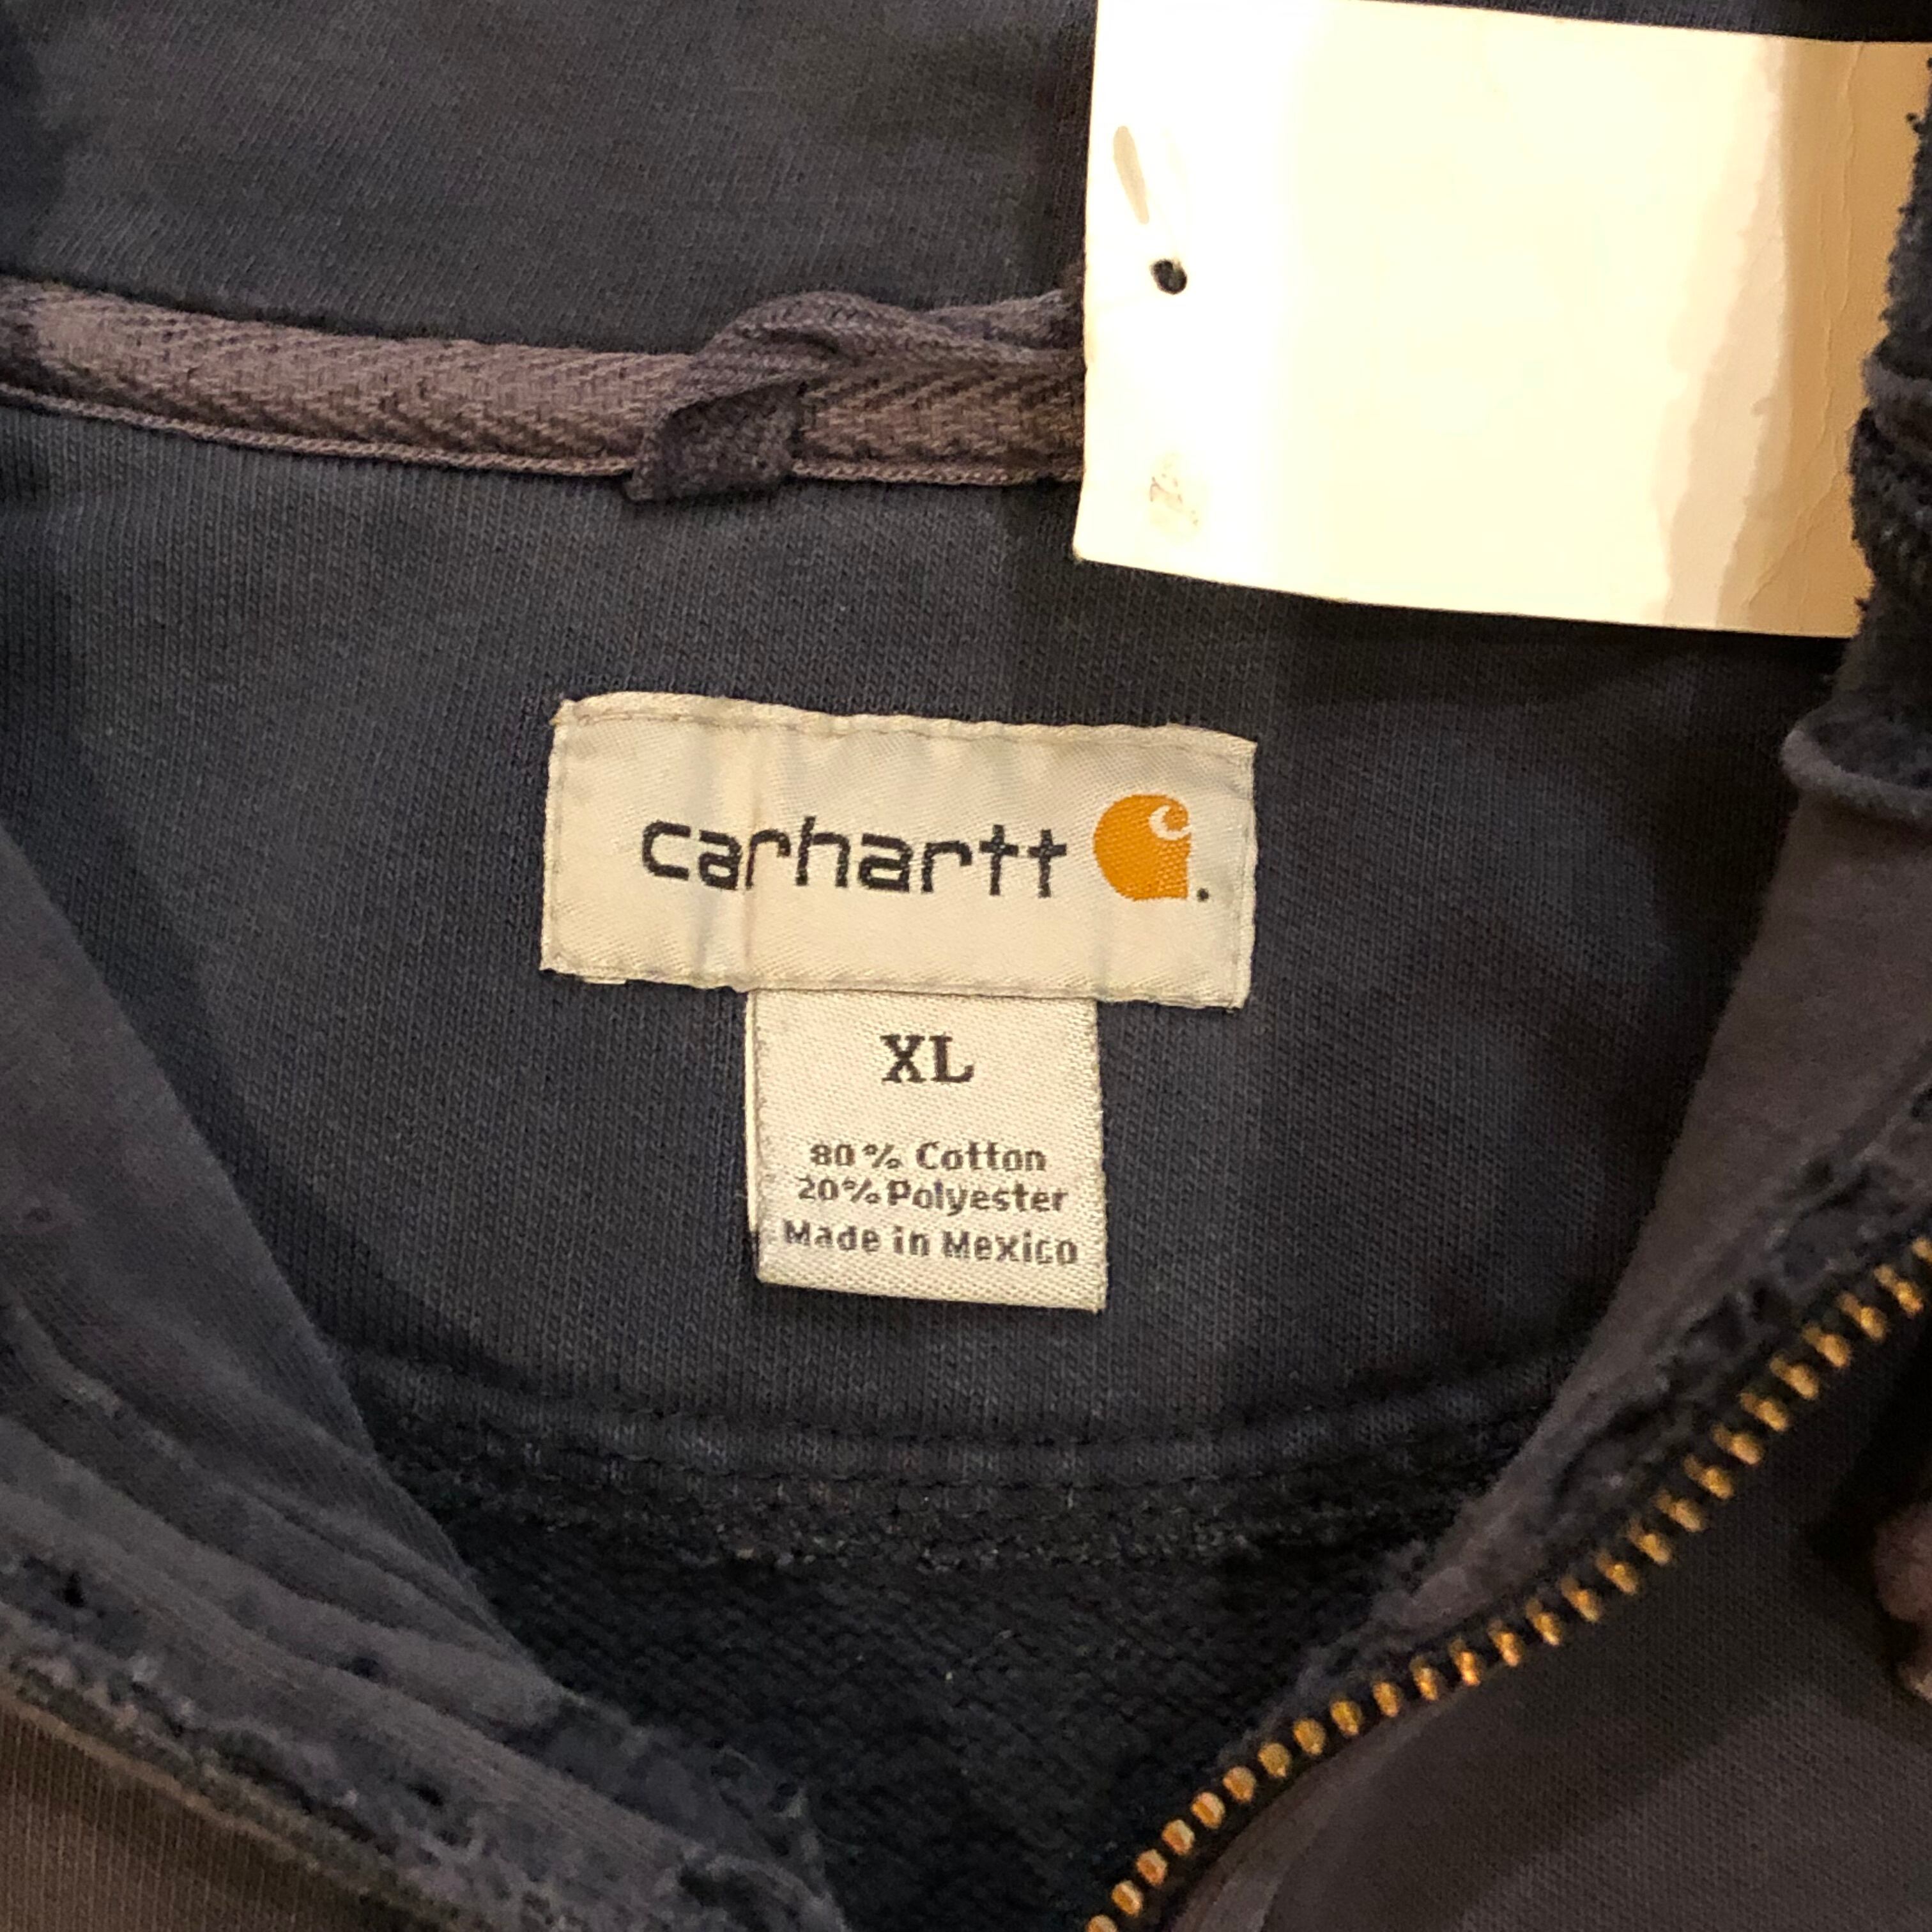 carhartt
XL
80% Cotton
20% Polyester
Made in Mexico